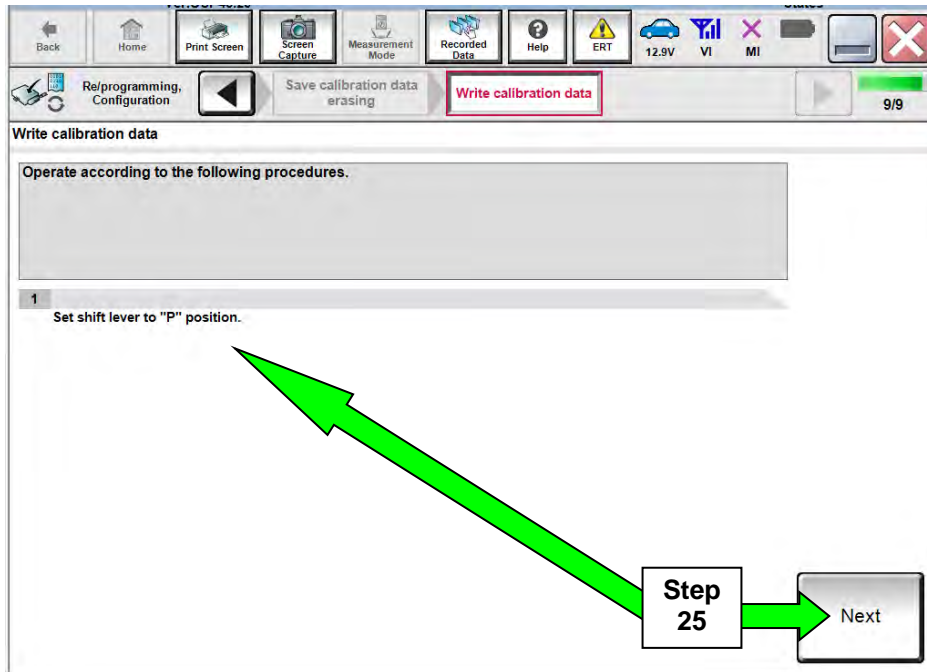 Back
Home
Print Screen
Screen
Capture
Measurement
Mode
Recorded
Data
Help
ERT
12.9V
VI
MI
Re/programming,
Configuration
Save calibration data
erasing
Write calibration data
9/9
Write calibration data
Operate according to the following procedures.
1
Set shift lever to "P" position.
Step
25
Next